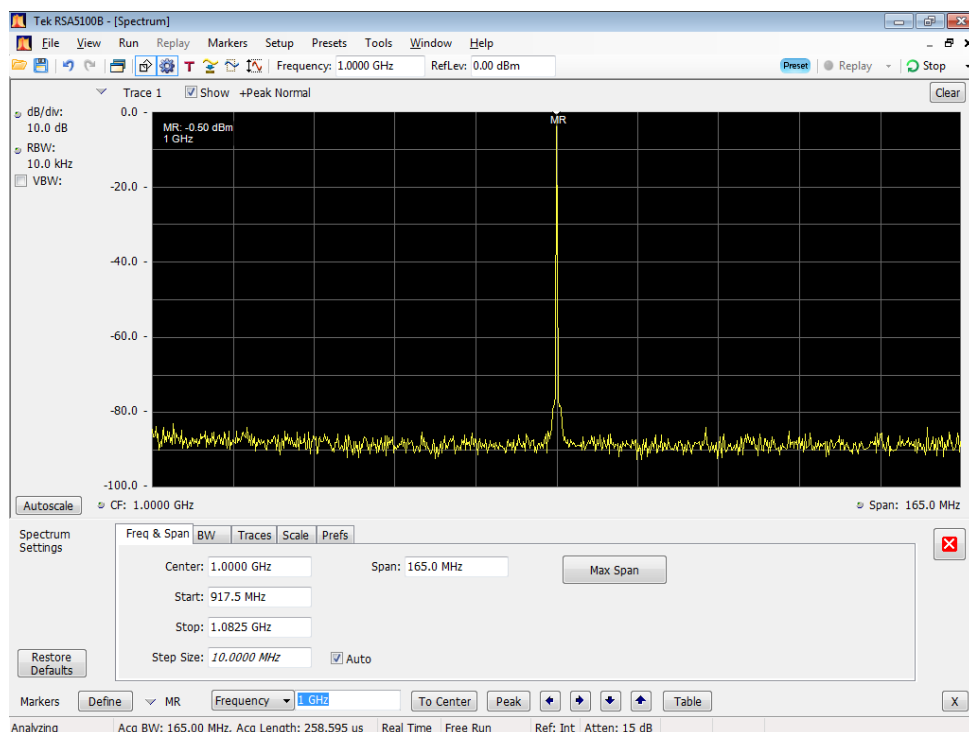 Tek RSA5100B - [Spectrum]
File View Run Replay Markers Setup Presets Tools Window Help
T Frequency: 1.0000 GHz RefLev: 0.00 dBm Preset Replay Stop
Trace 1 Show +Peak Normal Clear
dB/div:
10.0 dB
RBW:
10.0 kHz
VBW:
0.0 -
-20.0 -
-40.0 -
-60.0 -
-80.0 -
-100.0 -
MR: -0.50 dBm
1 GHz
MR
Autoscale CF: 1.0000 GHz Span: 165.0 MHz
Spectrum
Settings
Freq & Span BW Traces Scale Prefs
Center: 1.0000 GHz Span: 165.0 MHz Max Span
Start: 917.5 MHz
Stop: 1.0825 GHz
Step Size: 10.0000 MHz Auto
Restore
Defaults
Markers Define MR Frequency 1 GHz To Center Peak Table X
Analyzing Acq BW: 165.00 MHz, Acq Length: 258.595 us Real Time Free Run Ref: Int Atten: 15 dB